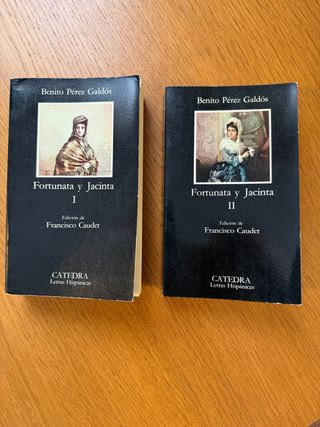 Benito Pérez Galdós
Fortunata y Jacinta
I
Edición de
Francisco Caudet
CATEDRA
Letras Hispánicas
Benito Pérez Galdós
Fortunata y Jacinta
II
Edición de
Francisco Caudet
CATEDRA
Letras Hispánicas